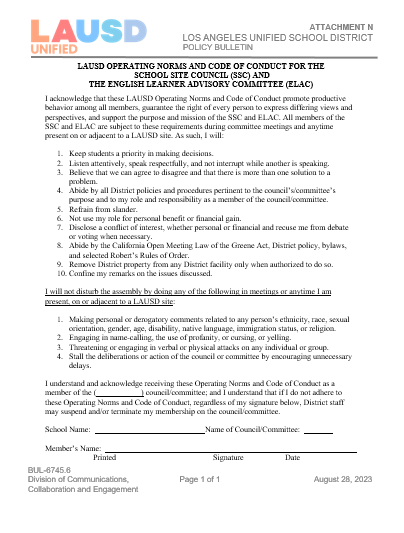 LAUSD
UNIFIED
ATTACHMENT N
LOS ANGELES UNIFIED SCHOOL DISTRICT
POLICY BULLETIN
LAUSD OPERATING NORMS AND CODE OF CONDUCT FOR THE
SCHOOL SITE COUNCIL (SSC) AND
THE ENGLISH LEARNER ADVISORY COMMITTEE (ELAC)
I acknowledge that these LAUSD Operating Norms and Code of Conduct promote productive
behavior among all members, guarantee the right of every person to express differing views and
perspectives, and support the purpose and mission of the SSC and ELAC. All members of the
SSC and ELAC are subject to these requirements during committee meetings and anytime
present on or adjacent to a LAUSD site. As such, I will:
1. Keep students a priority in making decisions.
2. Listen attentively, speak respectfully, and not interrupt while another is speaking.
3. Believe that we can agree to disagree and that there is more than one solution to a
problem.
4. Abide by all District policies and procedures pertinent to the council's/committee's
purpose and to my role and responsibility as a member of the council/committee.
5. Refrain from slander.
6. Not use my role for personal benefit or financial gain.
7. Disclose a conflict of interest, whether personal or financial and recuse me from debate
or voting when necessary.
8. Abide by the California Open Meeting Law of the Greene Act, District policy, bylaws,
and selected Robert's Rules of Order.
9. Remove District property from any District facility only when authorized to do so.
10. Confine my remarks on the issues discussed.
I will not disturb the assembly by doing any of the following in meetings or anytime I am
present, on or adjacent to a LAUSD site:
1. Making personal or derogatory comments related to any person's ethnicity, race, sexual
orientation, gender, age, disability, native language, immigration status, or religion.
2. Engaging in name-calling, the use of profanity, or cursing, or yelling.
3. Threatening or engaging in verbal or physical attacks on any individual or group.
4. Stall the deliberations or action of the council or committee by encouraging unnecessary
delays.
I understand and acknowledge receiving these Operating Norms and Code of Conduct as a
member of the (____________) council/committee; and I understand that if I do not adhere to
these Operating Norms and Code of Conduct, regardless of my signature below, District staff
may suspend and/or terminate my membership on the council/committee.
School Name: ____________ Name of Council/Committee: ______
Member's Name: ____________
Printed Signature Date
BUL-6745.6
Division of Communications, Page 1 of 1 August 28, 2023
Collaboration and Engagement